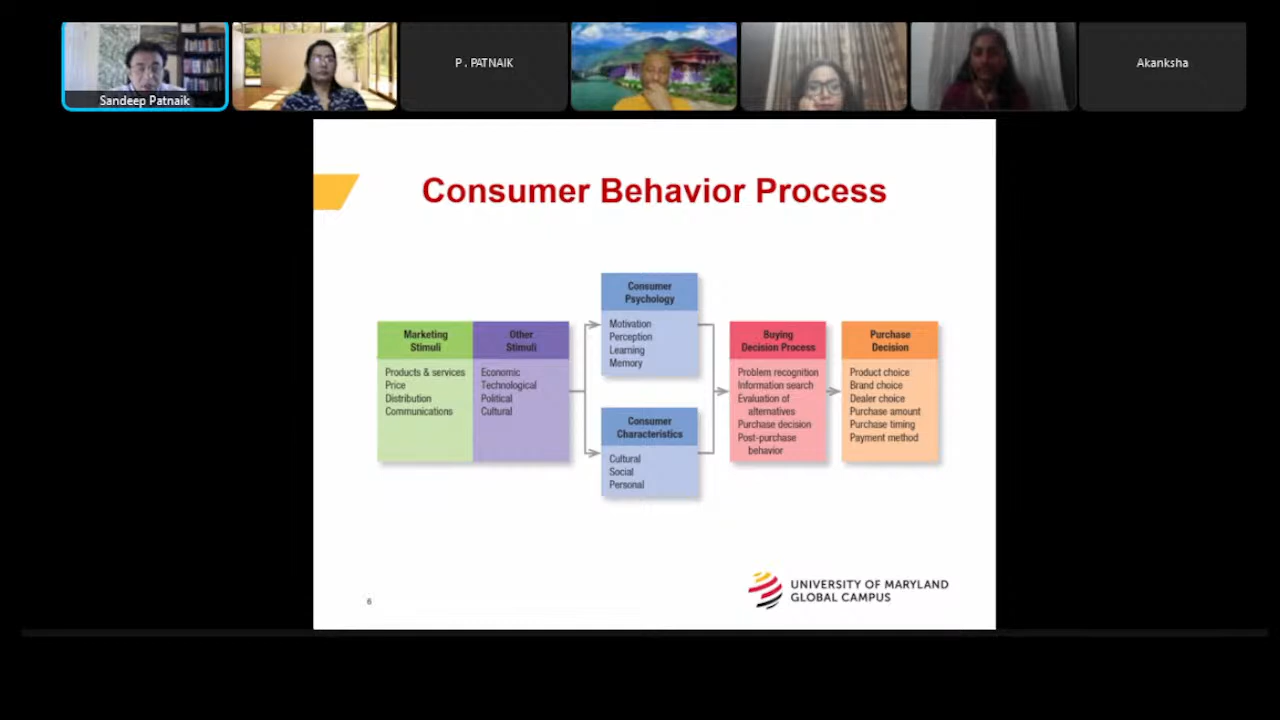 Sandeep Patnaik
P . PATNAIK
Akanksha
Consumer Behavior Process
Marketing
Stimuli
Products & services
Price
Distribution
Communications
Other
Stimuli
Economic
Technological
Political
Cultural
Consumer
Psychology
Motivation
Perception
Learning
Memory
Consumer
Characteristics
Cultural
Social
Personal
Buying
Decision Process
Problem recognition
Information search
Evaluation of
alternatives
Purchase decision
Post-purchase
behavior
Purchase
Decision
Product choice
Brand choice
Dealer choice
Purchase amount
Purchase timing
Payment method
6
UNIVERSITY OF MARYLAND
GLOBAL CAMPUS